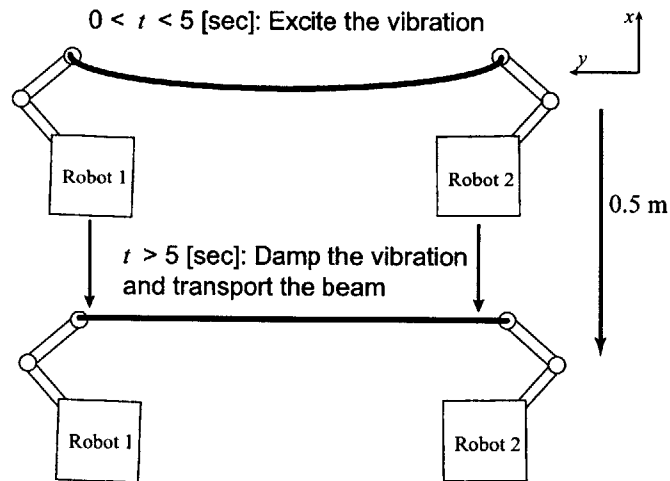 0 < t < 5 [sec]: Excite the vibration
x
y
Robot 1
Robot 2
0.5 m
t > 5 [sec]: Damp the vibration
and transport the beam
Robot 1
Robot 2